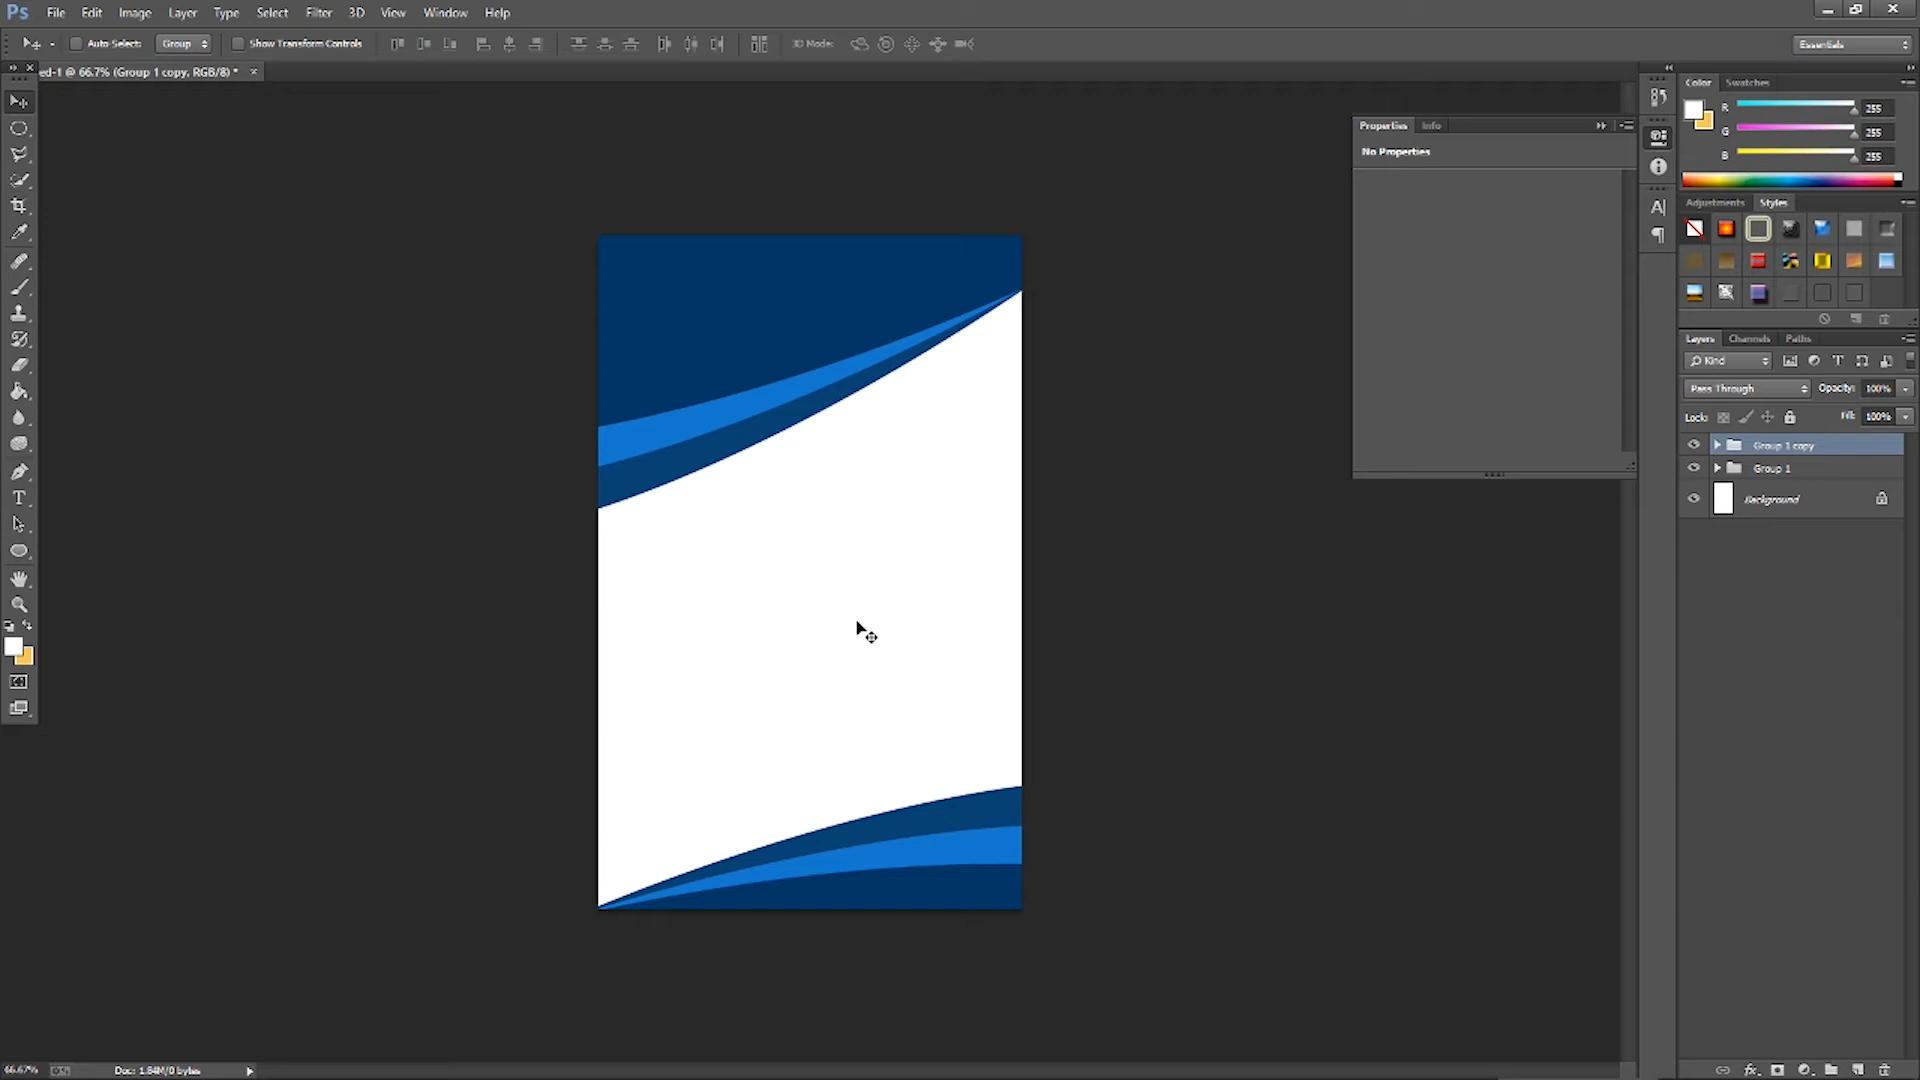 Ps File Edit Image Layer Type Select Filter 3D View Window Help
Auto-Select: Group Show Transform Controls 3D Mode: Essentials
ed-1 @ 66.7% (Group 1 copy, RGB/8) * ×
Color Swatches
R 255
G 255
B 255
Properties Info
No Properties
Adjustments Styles
Layers Channels Paths
Kind
Pass Through Opacity: 100%
Lock: Fill: 100%
Group 1 copy
Group 1
Background
66.67% Doc: 1.84M/0 bytes
fx